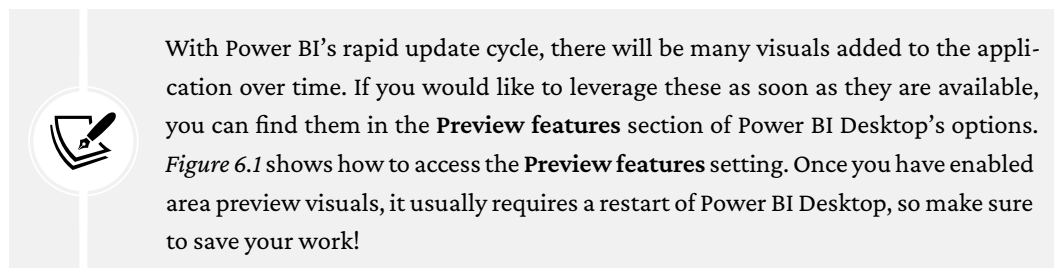 With Power BI’s rapid update cycle, there will be many visuals added to the appli-
cation over time. If you would like to leverage these as soon as they are available,
you can find them in the Preview features section of Power BI Desktop’s options.
Figure 6.1 shows how to access the Preview features setting. Once you have enabled
area preview visuals, it usually requires a restart of Power BI Desktop, so make sure
to save your work!